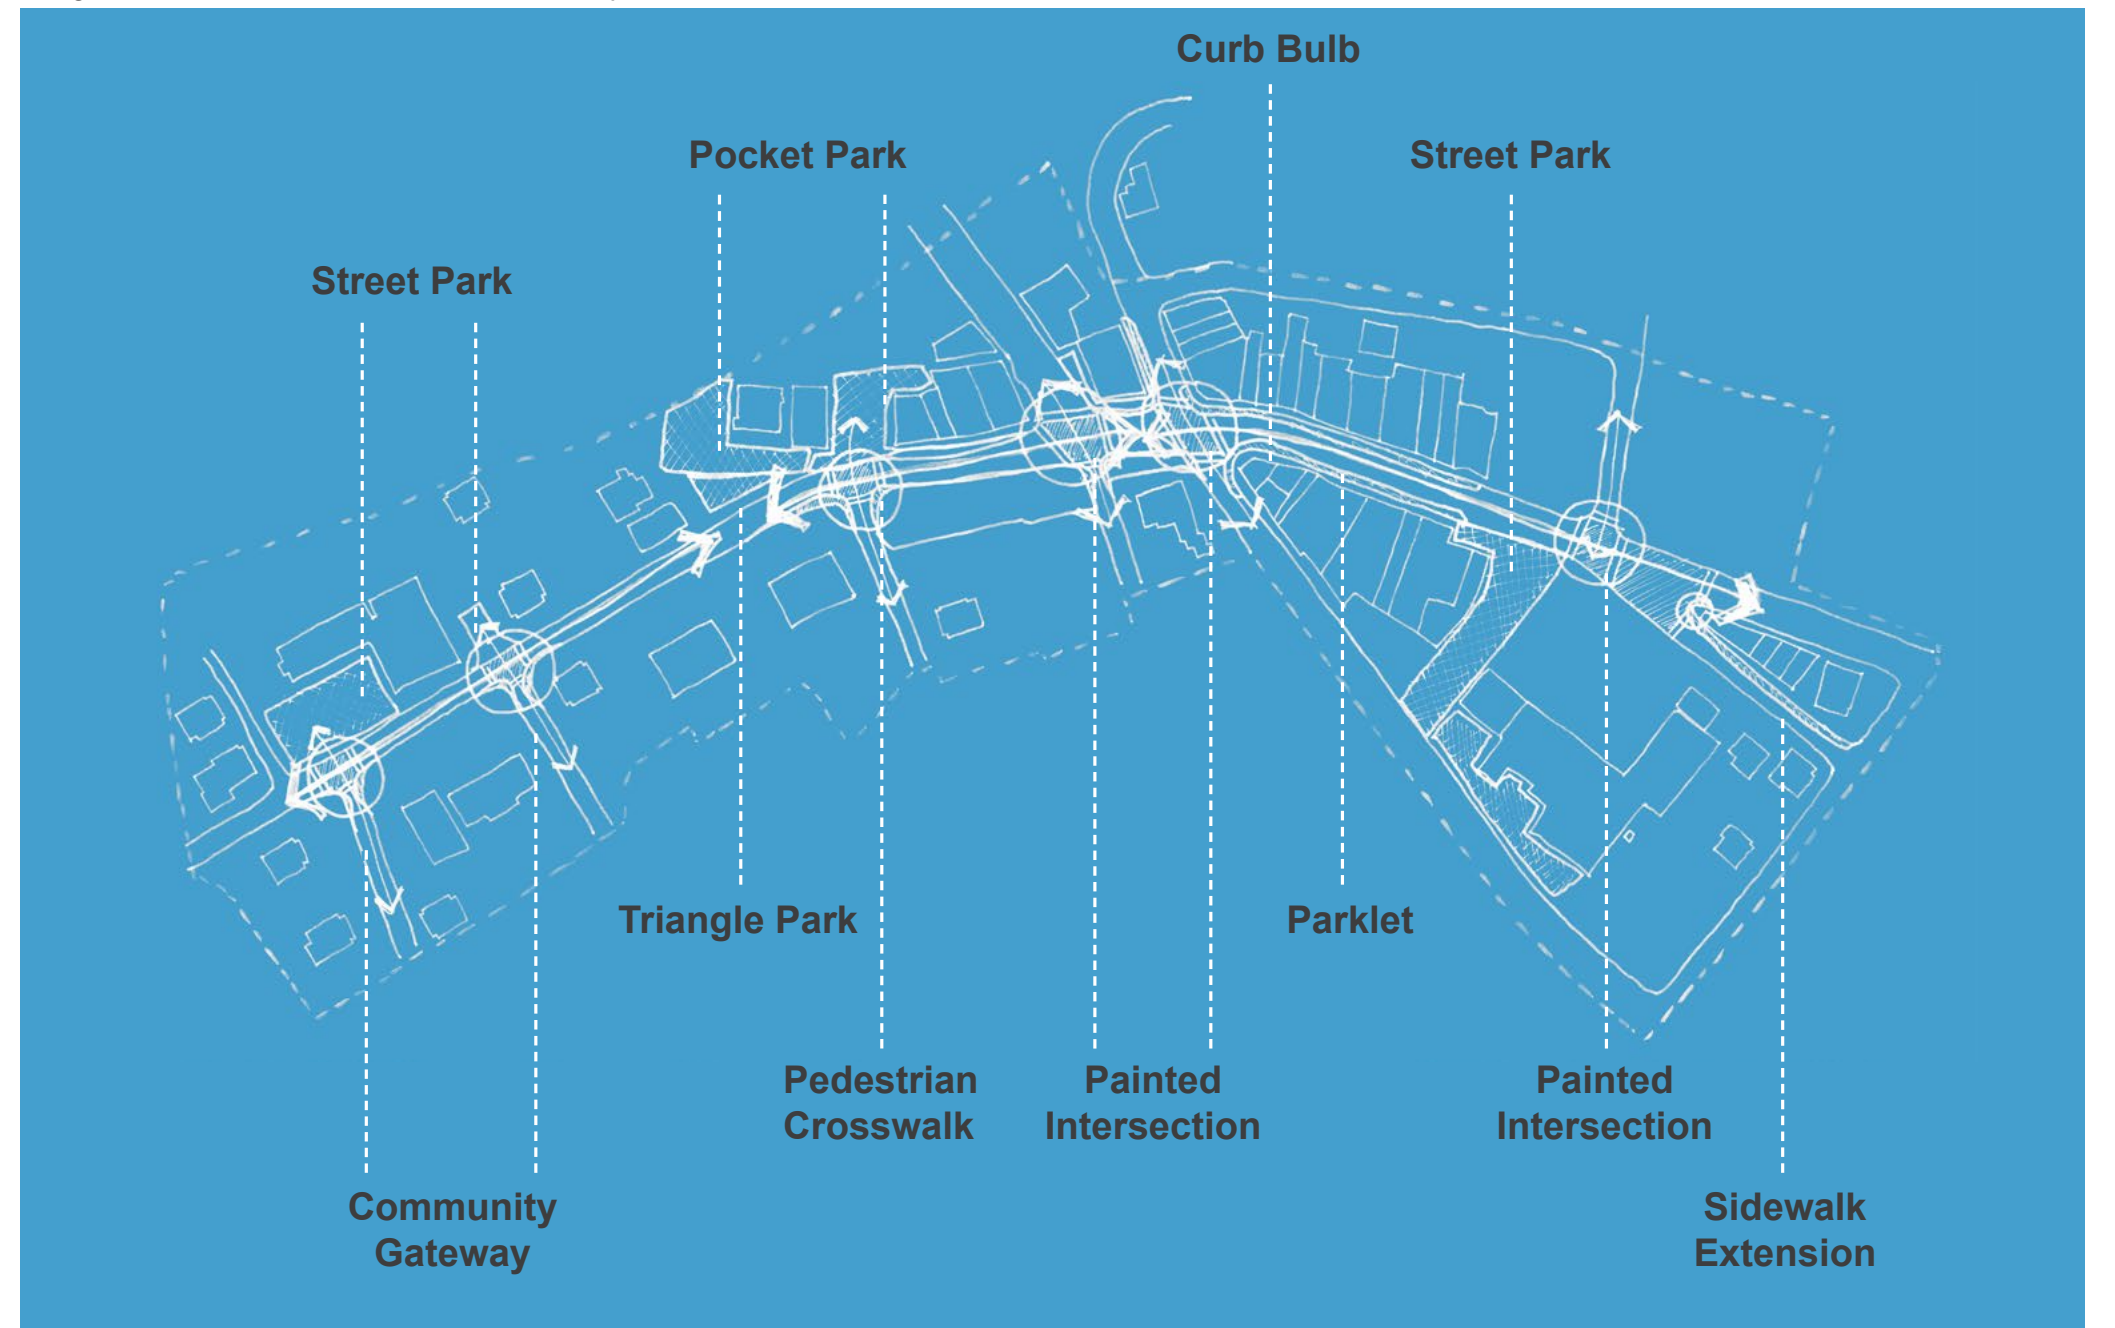 Curb Bulb
Pocket Park
Street Park
Street Park
Triangle Park
Parklet
Pedestrian
Crosswalk
Painted
Intersection
Painted
Intersection
Community
Gateway
Sidewalk
Extension